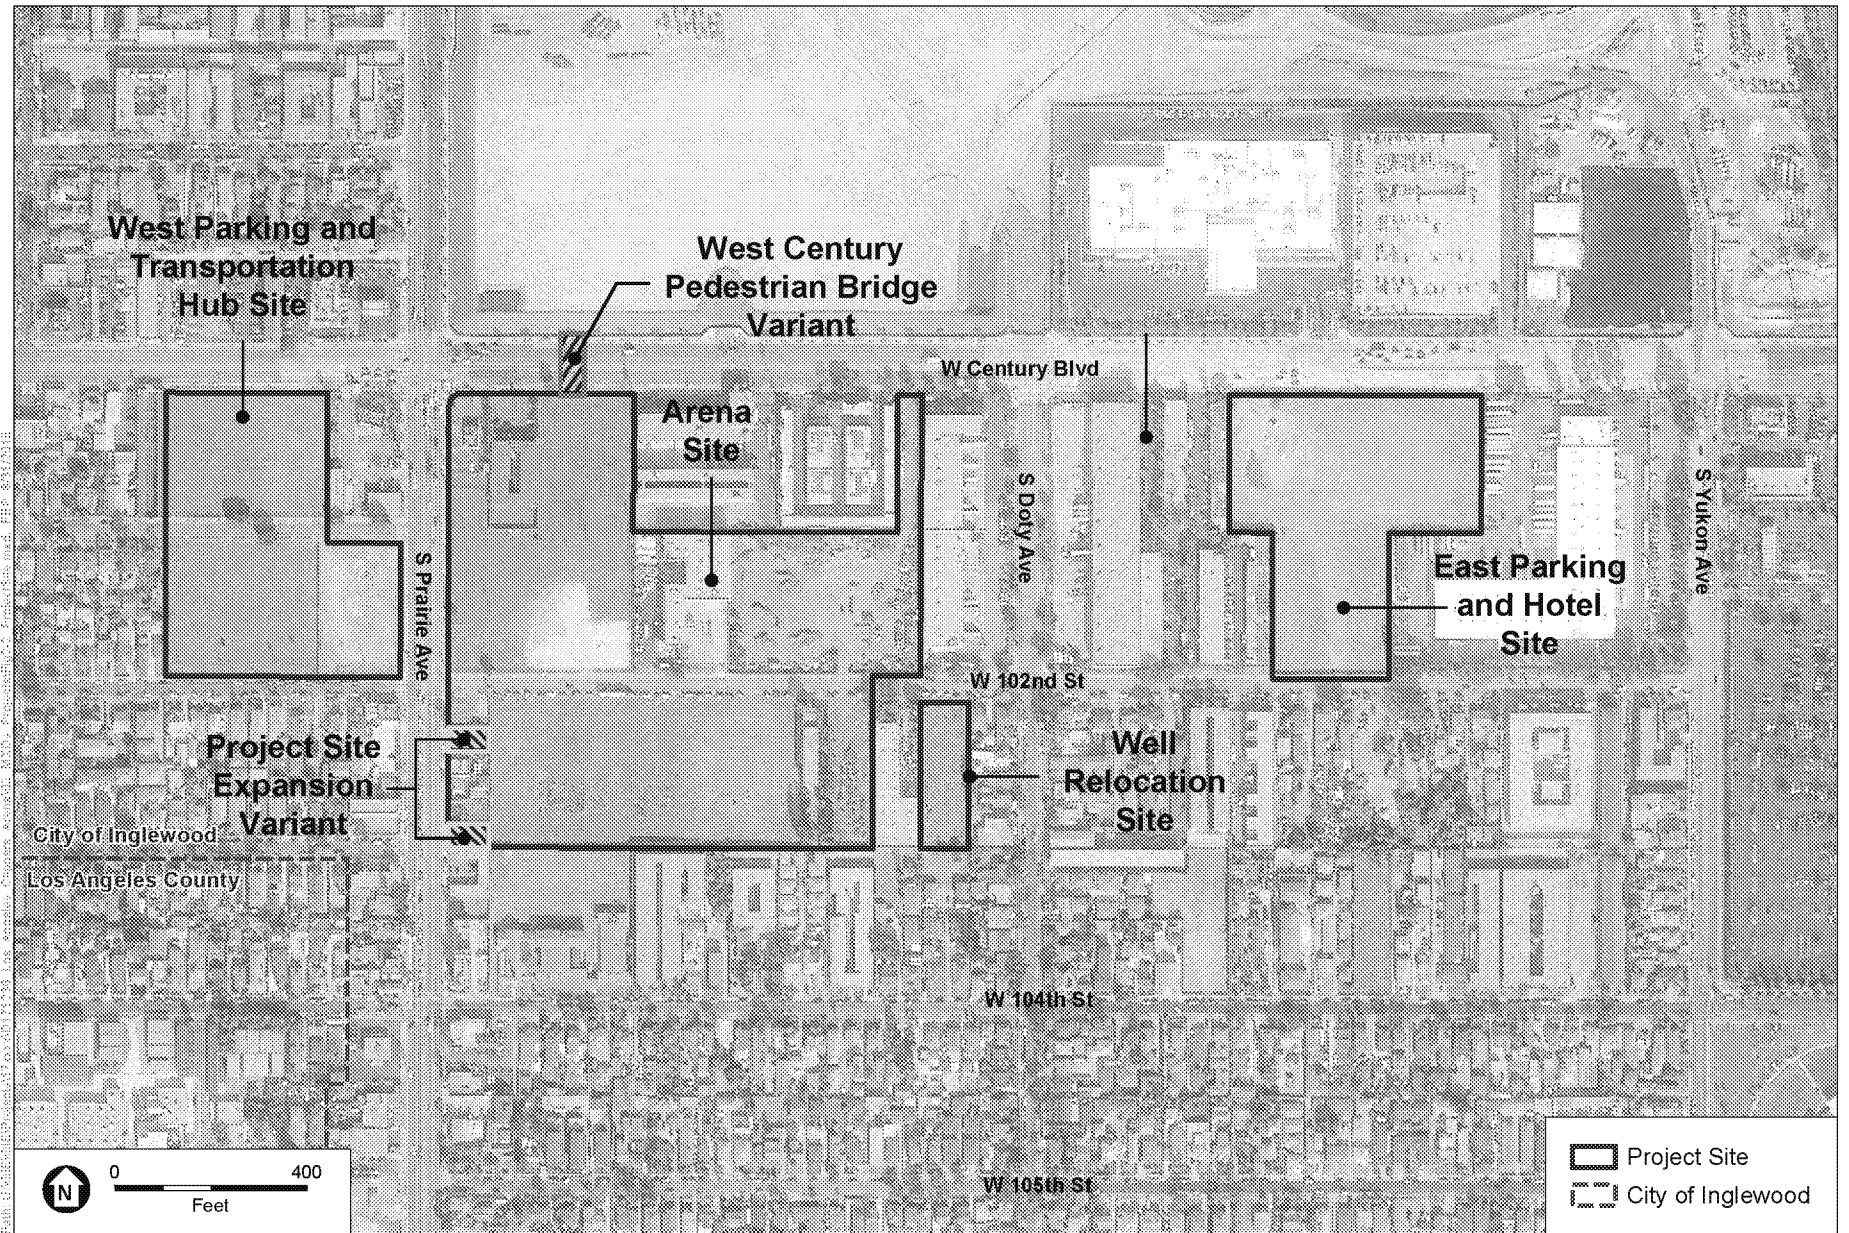 West Parking and
Transportation
Hub Site
West Century
Pedestrian Bridge
Variant
W Century Blvd
Arena
Site
S Doty Ave
S Yukon Ave
S Prairie Ave
East Parking
and Hotel
Site
W 102nd St
Project Site
Expansion
Variant
Well
Relocation
Site
City of Inglewood
Los Angeles County
W 104th St
W 105th St
N
0 400
Feet
Project Site
City of Inglewood